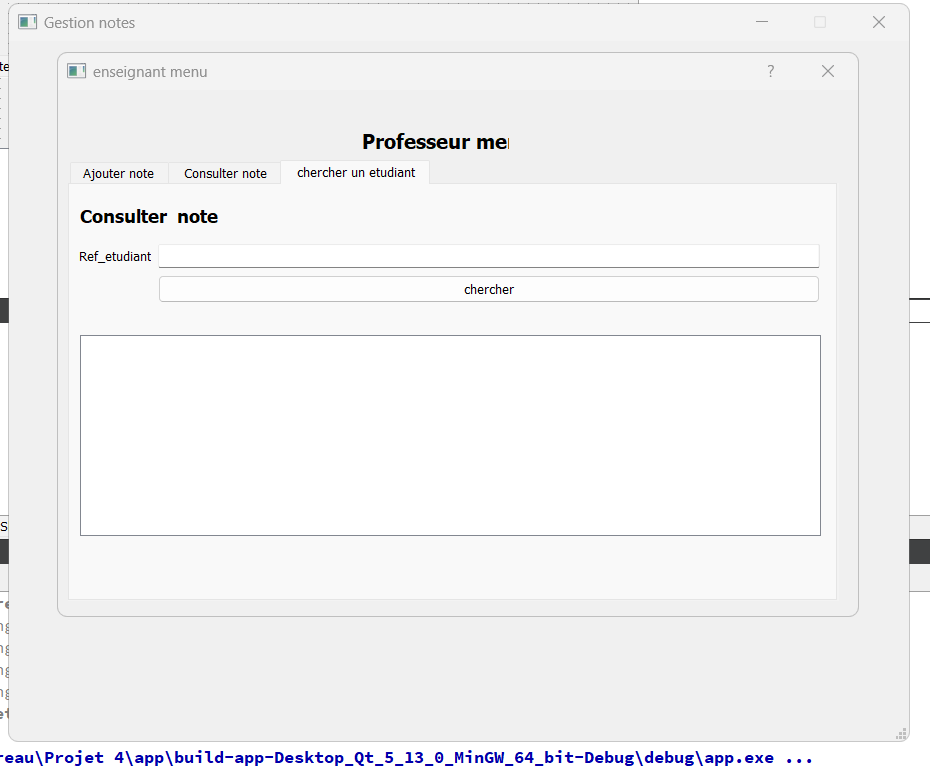 Gestion notes
enseignant menu
?
Professeur me
Ajouter note
Consulter note
chercher un etudiant
Consulter note
Ref_etudiant
chercher
reau\Projet 4\app\build-app-Desktop_Qt_5_13_0_MinGW_64_bit-Debug\debug\app.exe ...